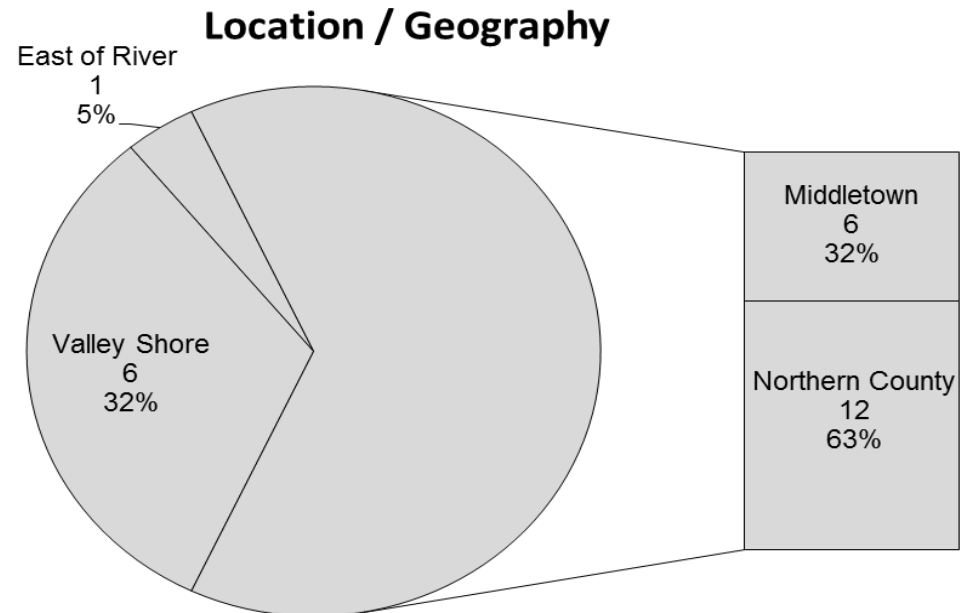 Location / Geography
East of River
1
5%
Valley Shore
6
32%
Middletown
6
32%
Northern County
12
63%